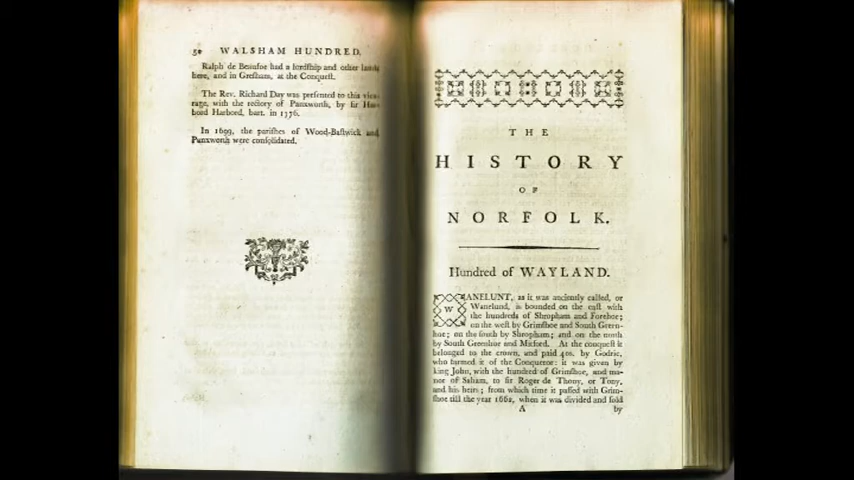 50 WALSHAM HUNDRED.
Ralph de Beaufoe had a lordſhip and other lands
here, and in Greſham, at the Conqueſt.
The Rev. Richard Day was preſented to this vica-
rage, with the rectory of Panxworth, by ſir Har-
bord Harbord, bart. in 1776.
In 1699, the pariſhes of Wood-Baſtwick and
Panxworth were conſolidated.
THE
HISTORY
OF
NORFOLK.
Hundred of WAYLAND.
WANELUNT, as it was anciently called, or
Wanelund, is bounded on the eaſt with
the hundreds of Shropham and Forehoe;
on the weſt by Grimſhoe and South Green-
hoe; on the ſouth by Shropham; and on the north
by South Greenhoe and Mitford. At the conqueſt it
belonged to the crown, and paid 40s. by Godric,
who farmed it of the Conqueror: it was given by
king John, with the hundred of Grimſhoe, and ma-
nor of Saham, to ſir Roger de Thony, or Tony,
and his heirs; from which time it paſſed with Grim-
ſhoe till the year 1662, when it was divided and ſold
A by